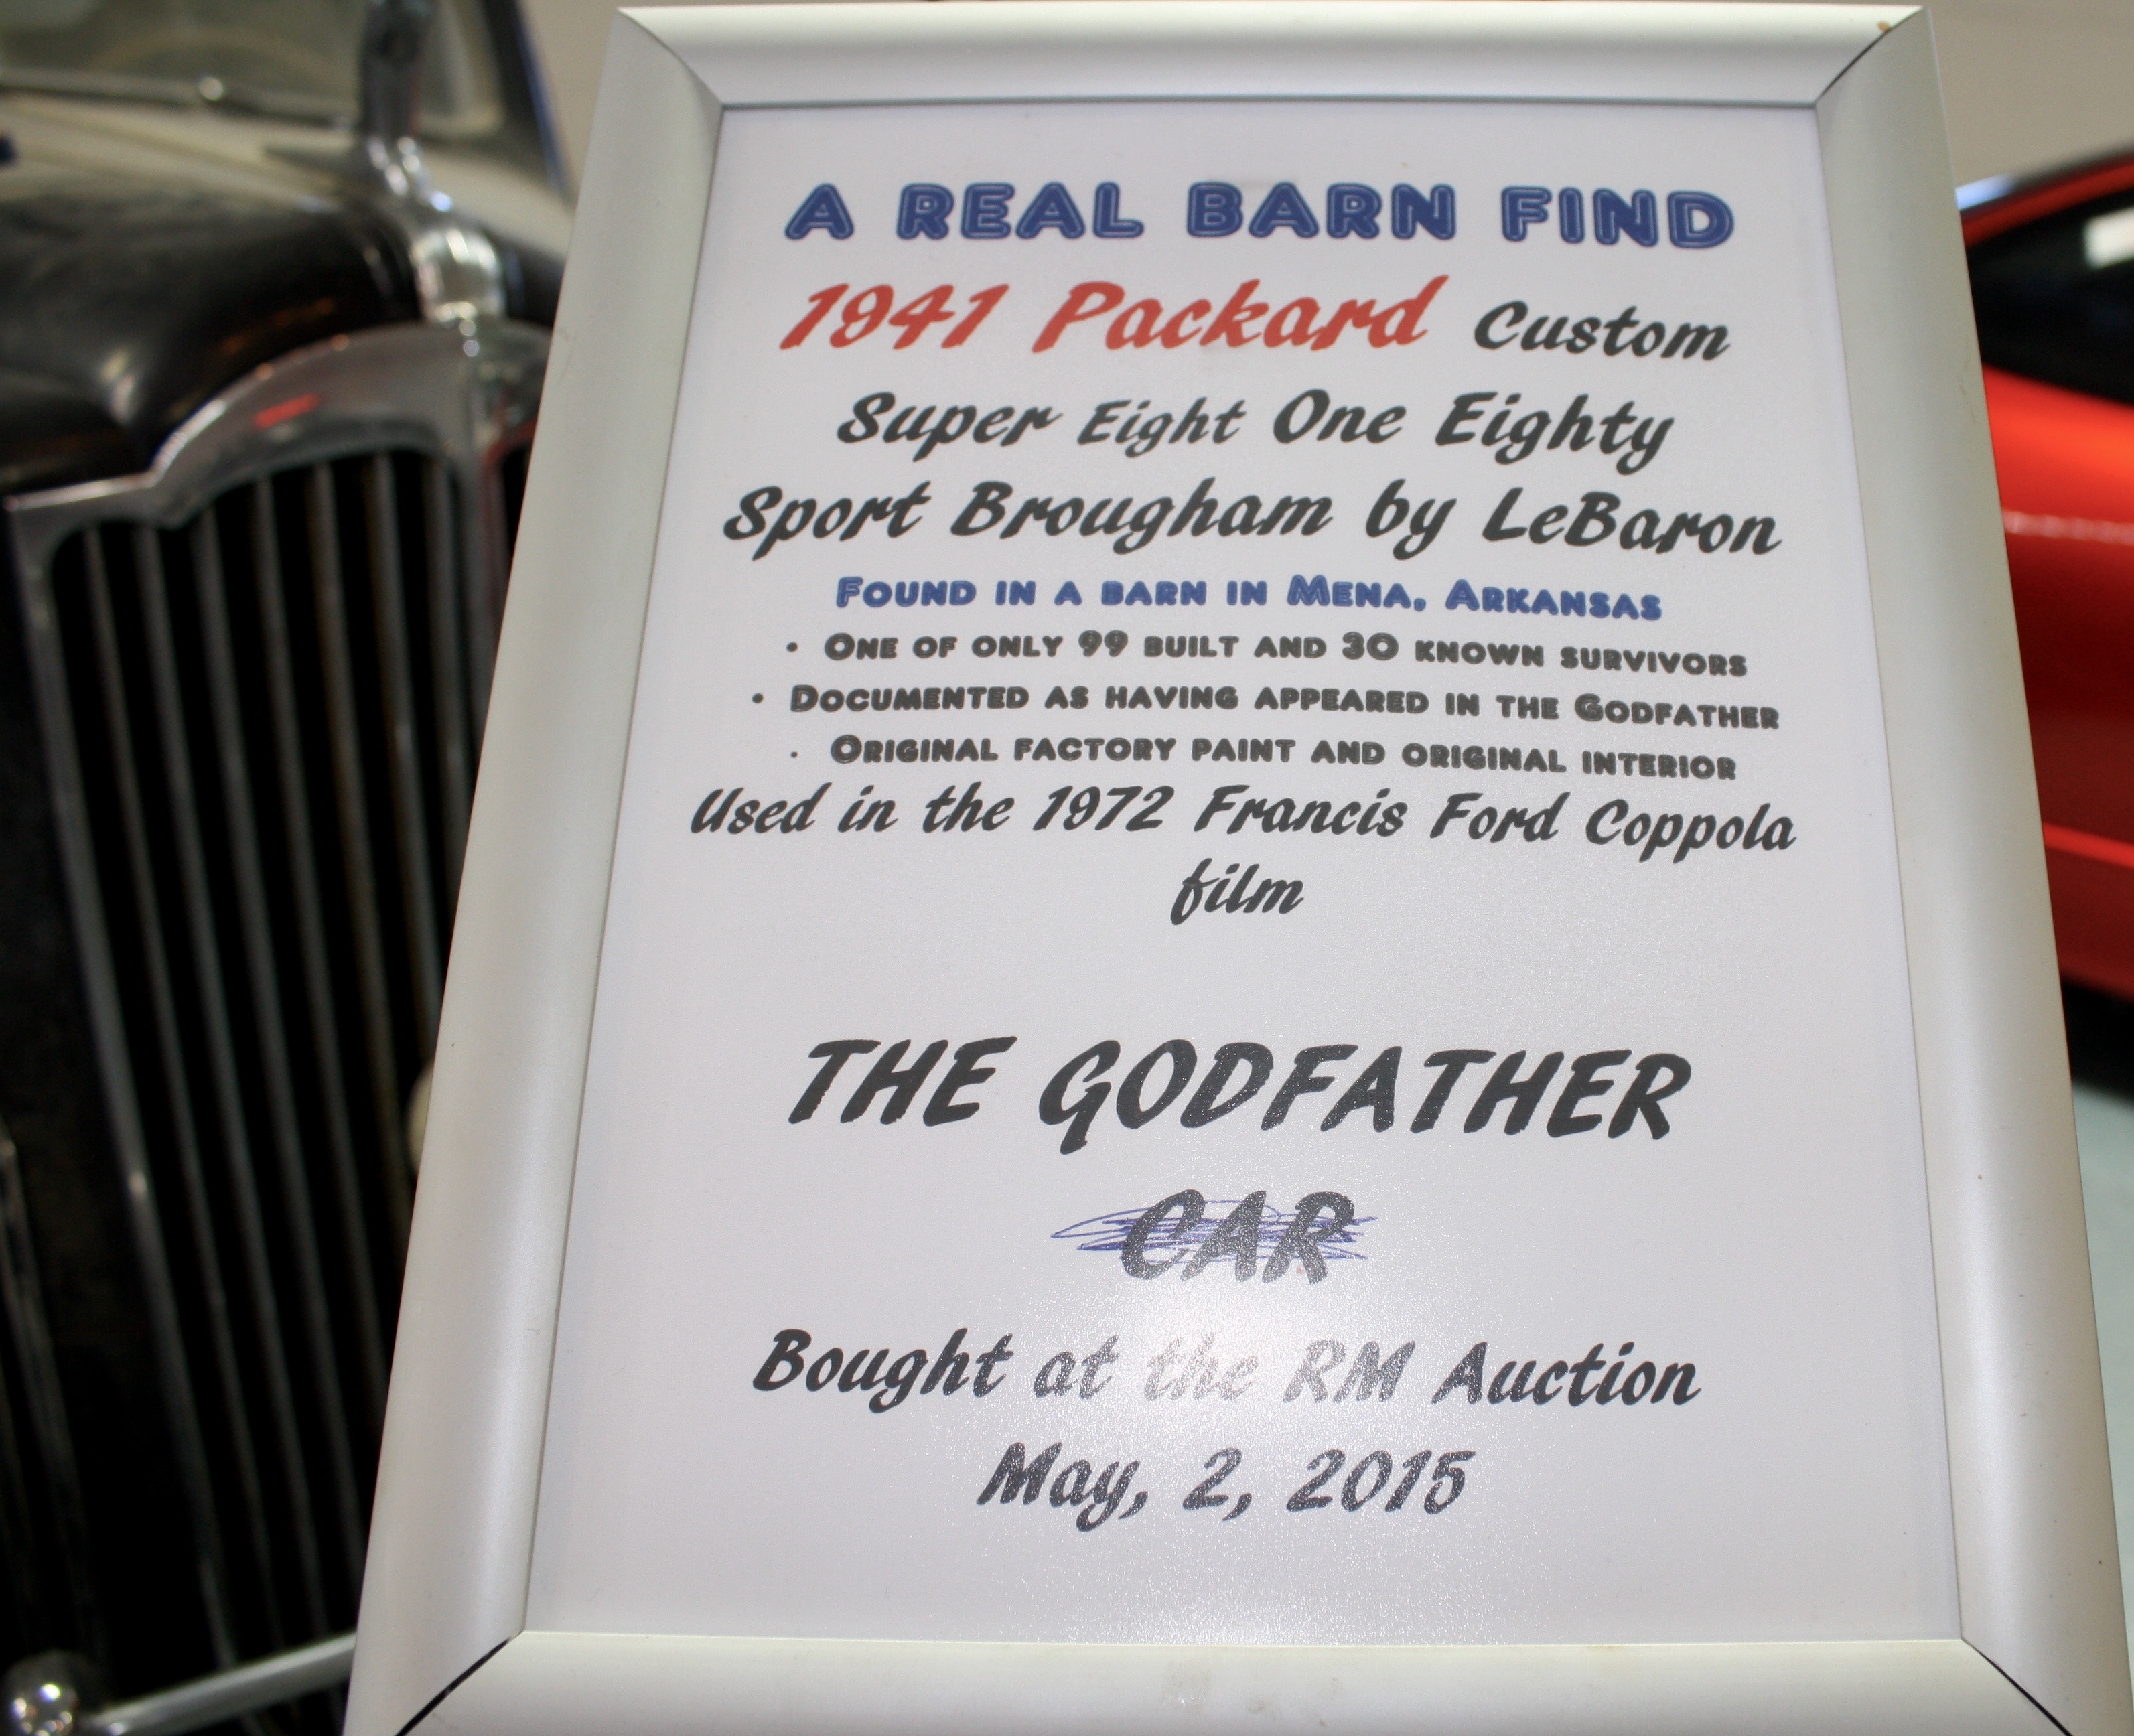 A REAL BARN FIND
1941 Packard Custom
Super Eight One Eighty
Sport Brougham by LeBaron
FOUND IN A BARN IN MENA, ARKANSAS
• ONE OF ONLY 99 BUILT AND 30 KNOWN SURVIVORS
• DOCUMENTED AS HAVING APPEARED IN THE GODFATHER
• ORIGINAL FACTORY PAINT AND ORIGINAL INTERIOR
Used in the 1972 Francis Ford Coppola
film
THE GODFATHER
CAR
Bought at the RM Auction
May, 2, 2015